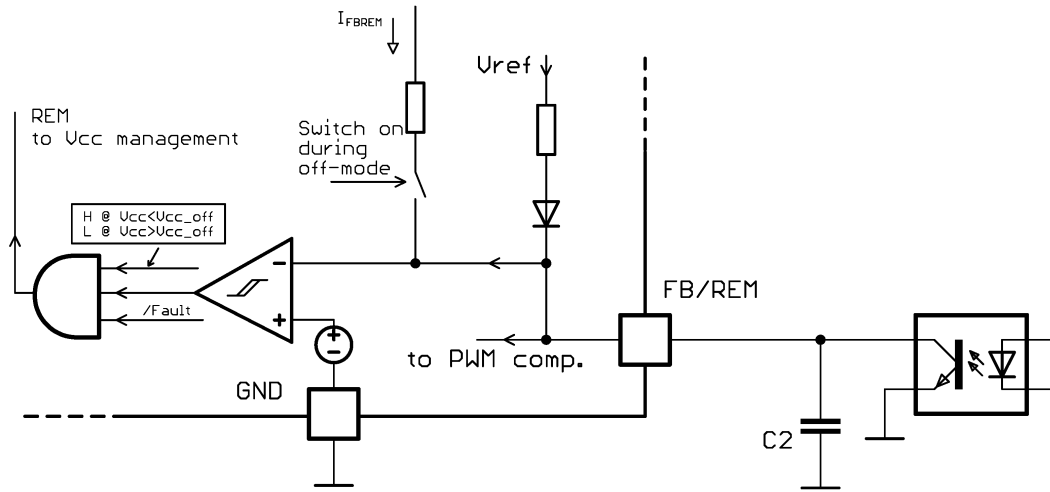 IFBREM
Vref
REM
to Vcc management
Switch on
during
off-mode
H @ Vcc<Vcc_off
L @ Vcc>Vcc_off
-
/Fault
+
+
-
FB/REM
to PWM comp.
GND
C2